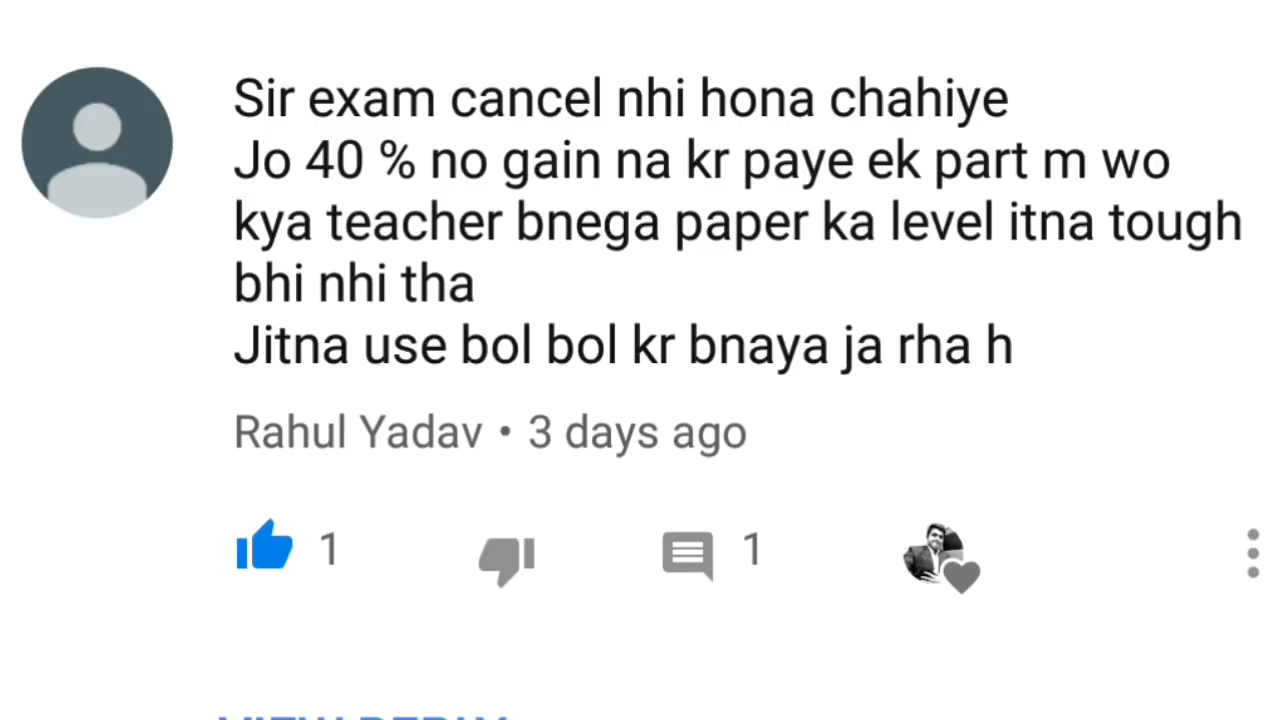 Sir exam cancel nhi hona chahiye
Jo 40 % no gain na kr paye ek part m wo
kya teacher bnega paper ka level itna tough
bhi nhi tha
Jitna use bol bol kr bnaya ja rha h
Rahul Yadav • 3 days ago
1 1
VIEW REPLY